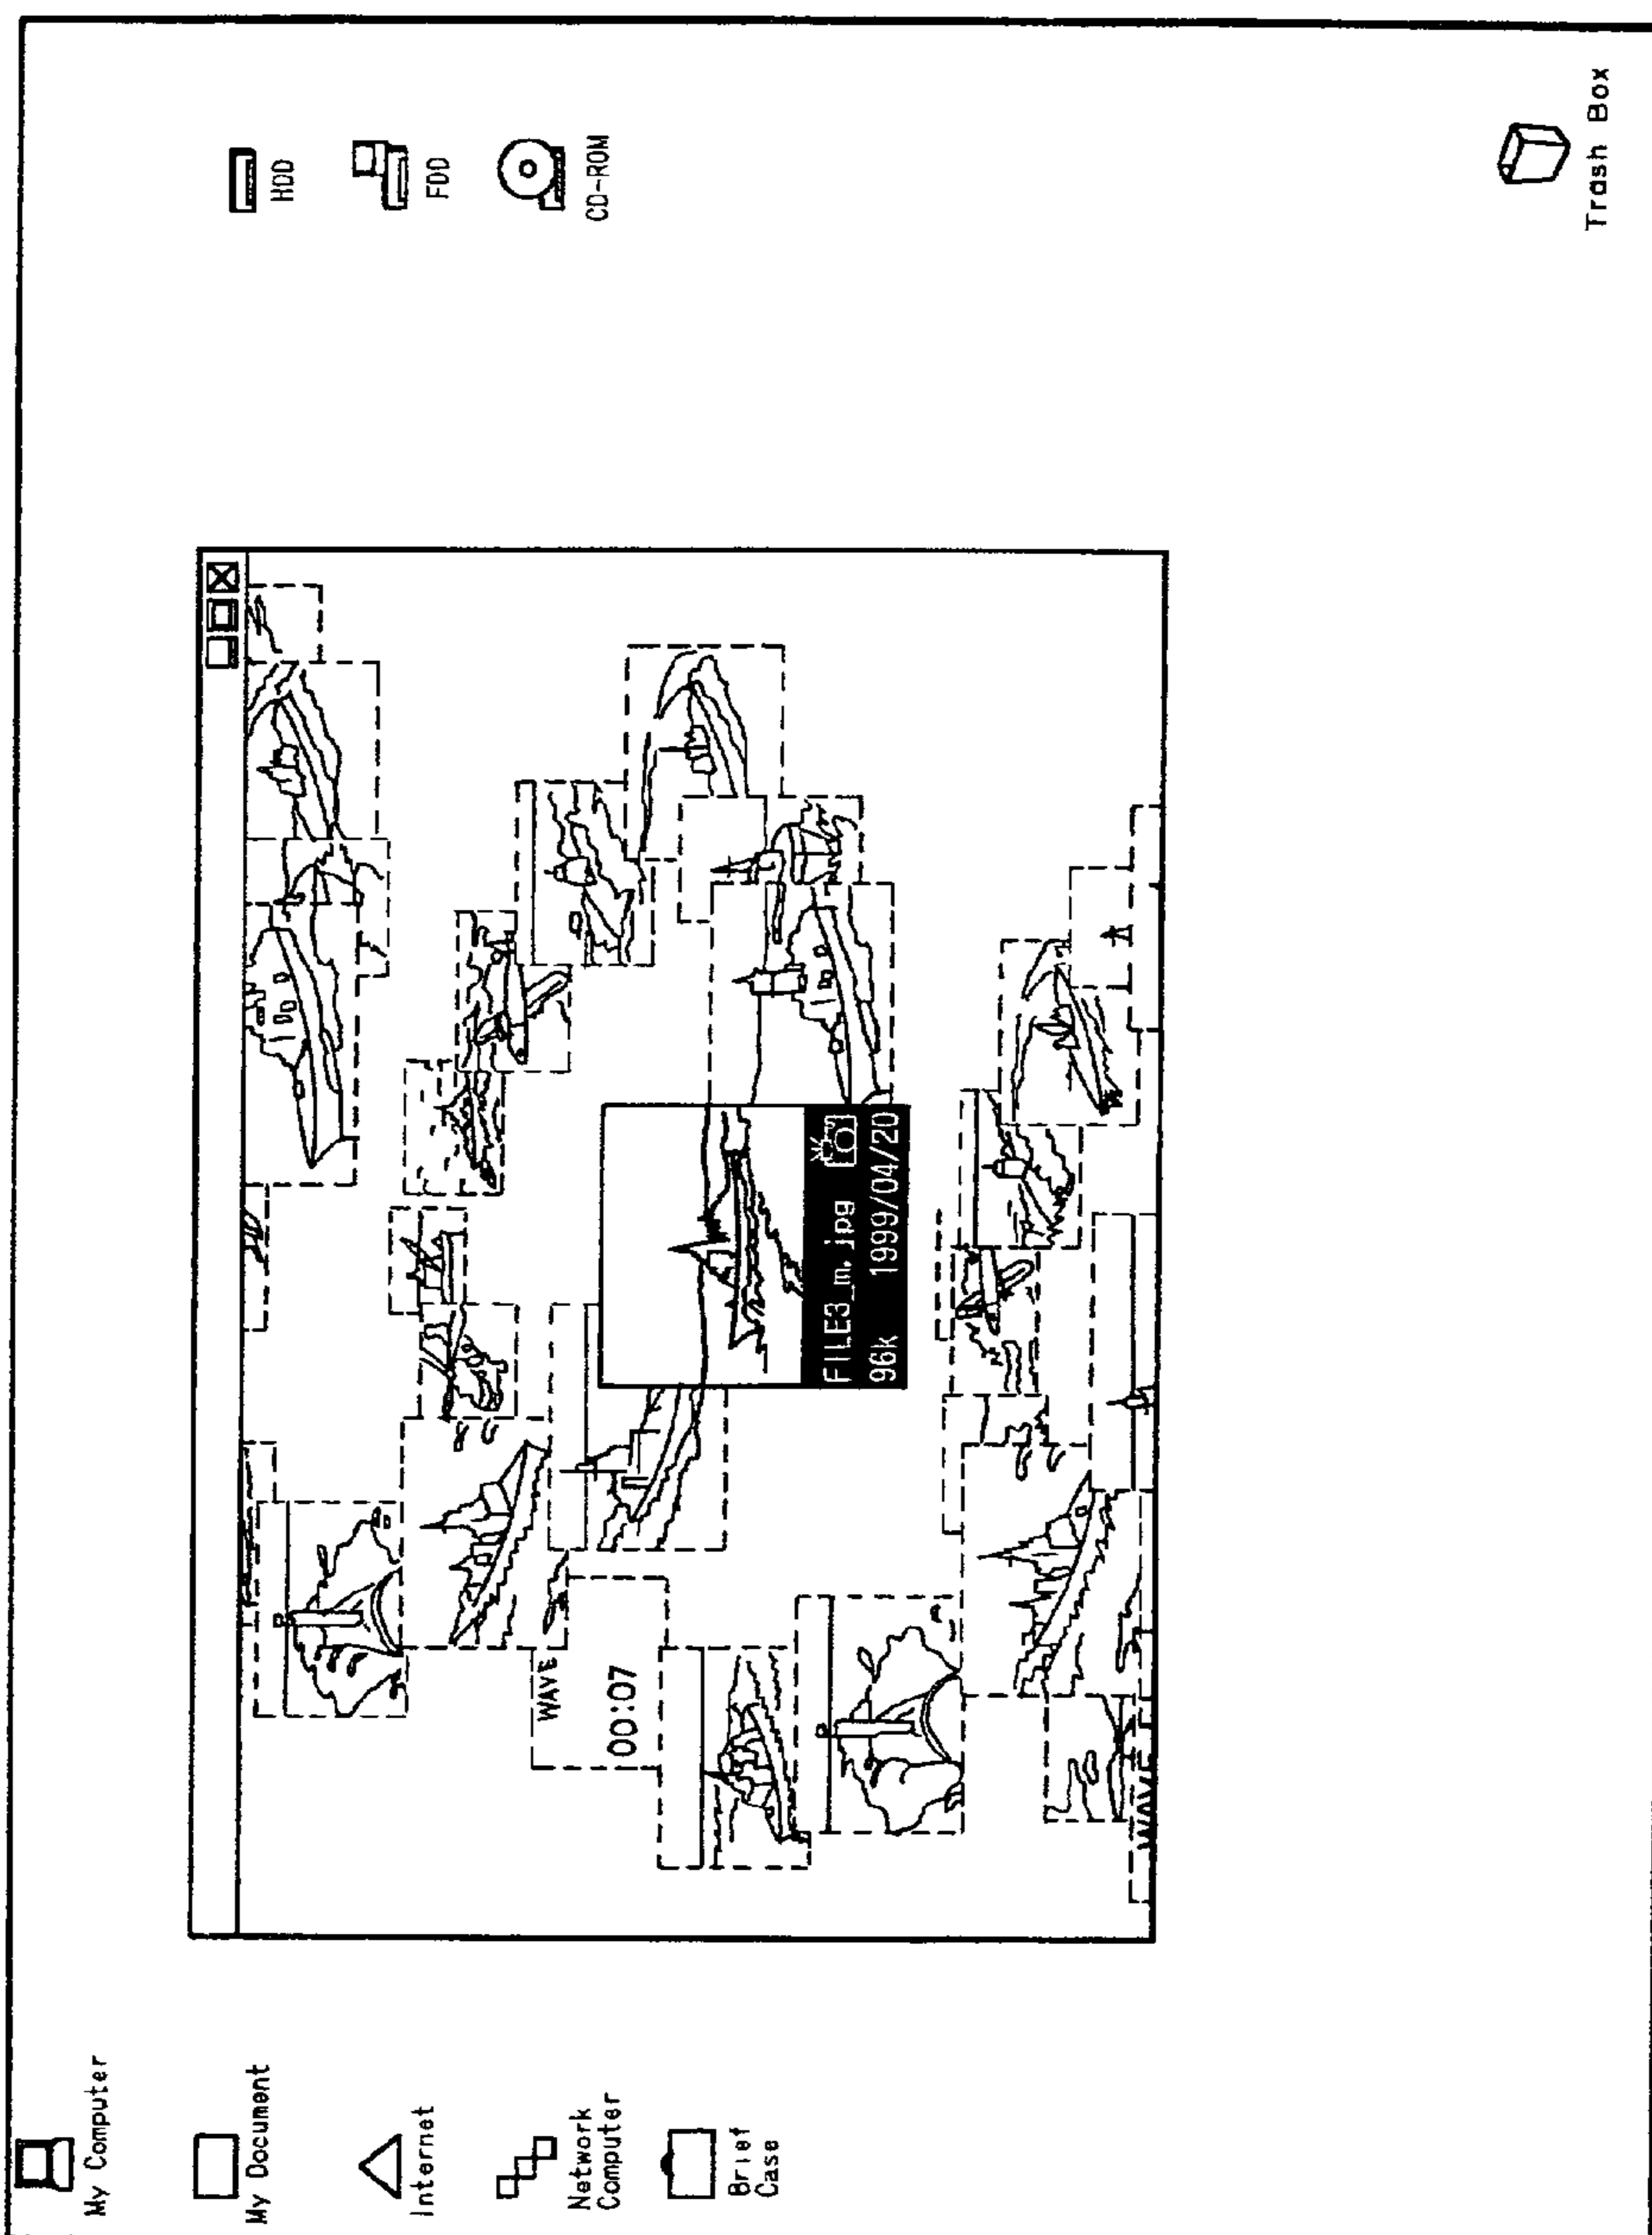 My Computer
My Document
Internet
Network
Computer
Brief
Case
HDD
FDD
CD-ROM
WAVE
00:07
FILE3_m.jpg
96k 1999/04/20
WAVE
Trash Box